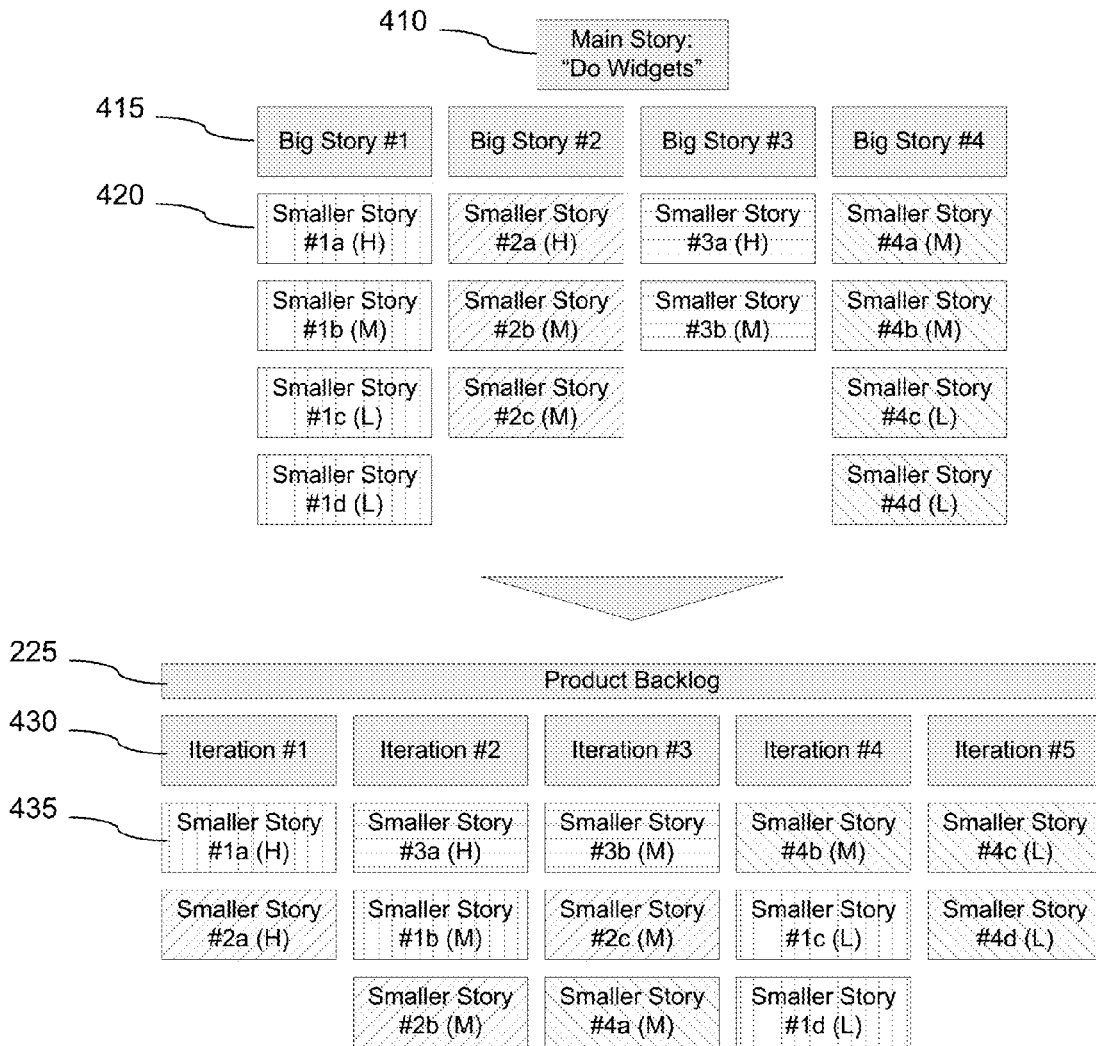 410
Main Story:
"Do Widgets"
415
Big Story #1
Big Story #2
Big Story #3
Big Story #4
420
Smaller Story
#1a (H)
Smaller Story
#2a (H)
Smaller Story
#3a (H)
Smaller Story
#4a (M)
Smaller Story
#1b (M)
Smaller Story
#2b (M)
Smaller Story
#3b (M)
Smaller Story
#4b (M)
Smaller Story
#1c (L)
Smaller Story
#2c (M)
Smaller Story
#4c (L)
Smaller Story
#1d (L)
Smaller Story
#4d (L)
225
Product Backlog
430
Iteration #1
Iteration #2
Iteration #3
Iteration #4
Iteration #5
435
Smaller Story
#1a (H)
Smaller Story
#3a (H)
Smaller Story
#3b (M)
Smaller Story
#4b (M)
Smaller Story
#4c (L)
Smaller Story
#2a (H)
Smaller Story
#1b (M)
Smaller Story
#2c (M)
Smaller Story
#1c (L)
Smaller Story
#4d (L)
Smaller Story
#2b (M)
Smaller Story
#4a (M)
Smaller Story
#1d (L)